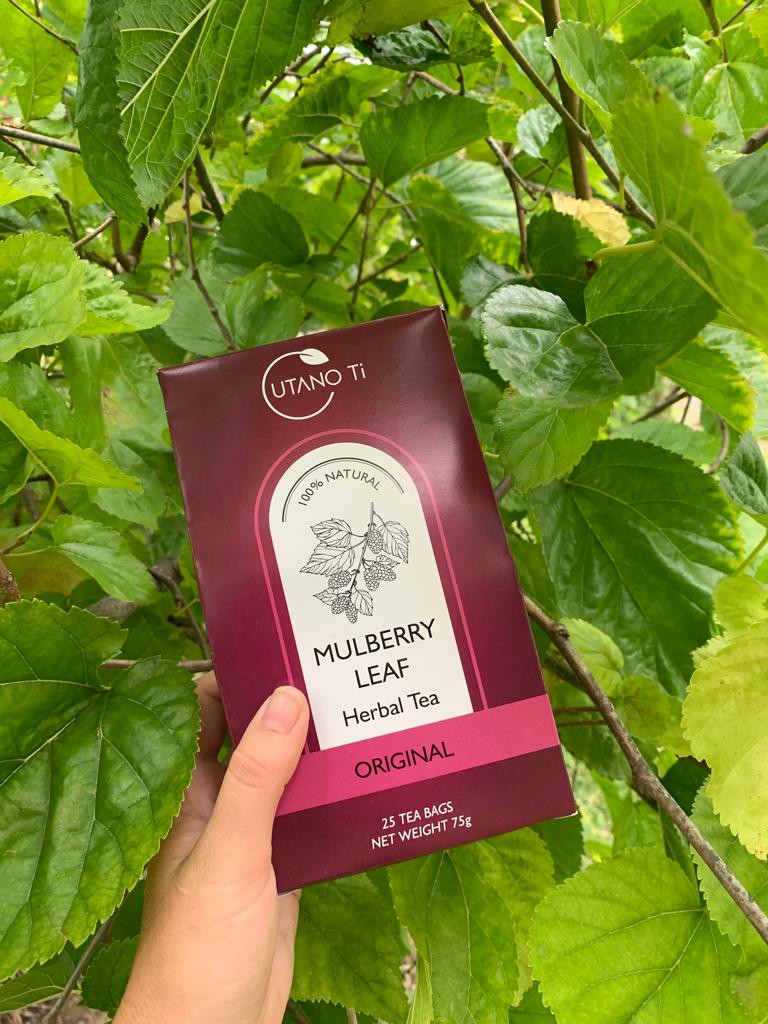 UTANO Ti
100% NATURAL
MULBERRY
LEAF
Herbal Tea
ORIGINAL
25 TEA BAGS
NET WEIGHT 75g